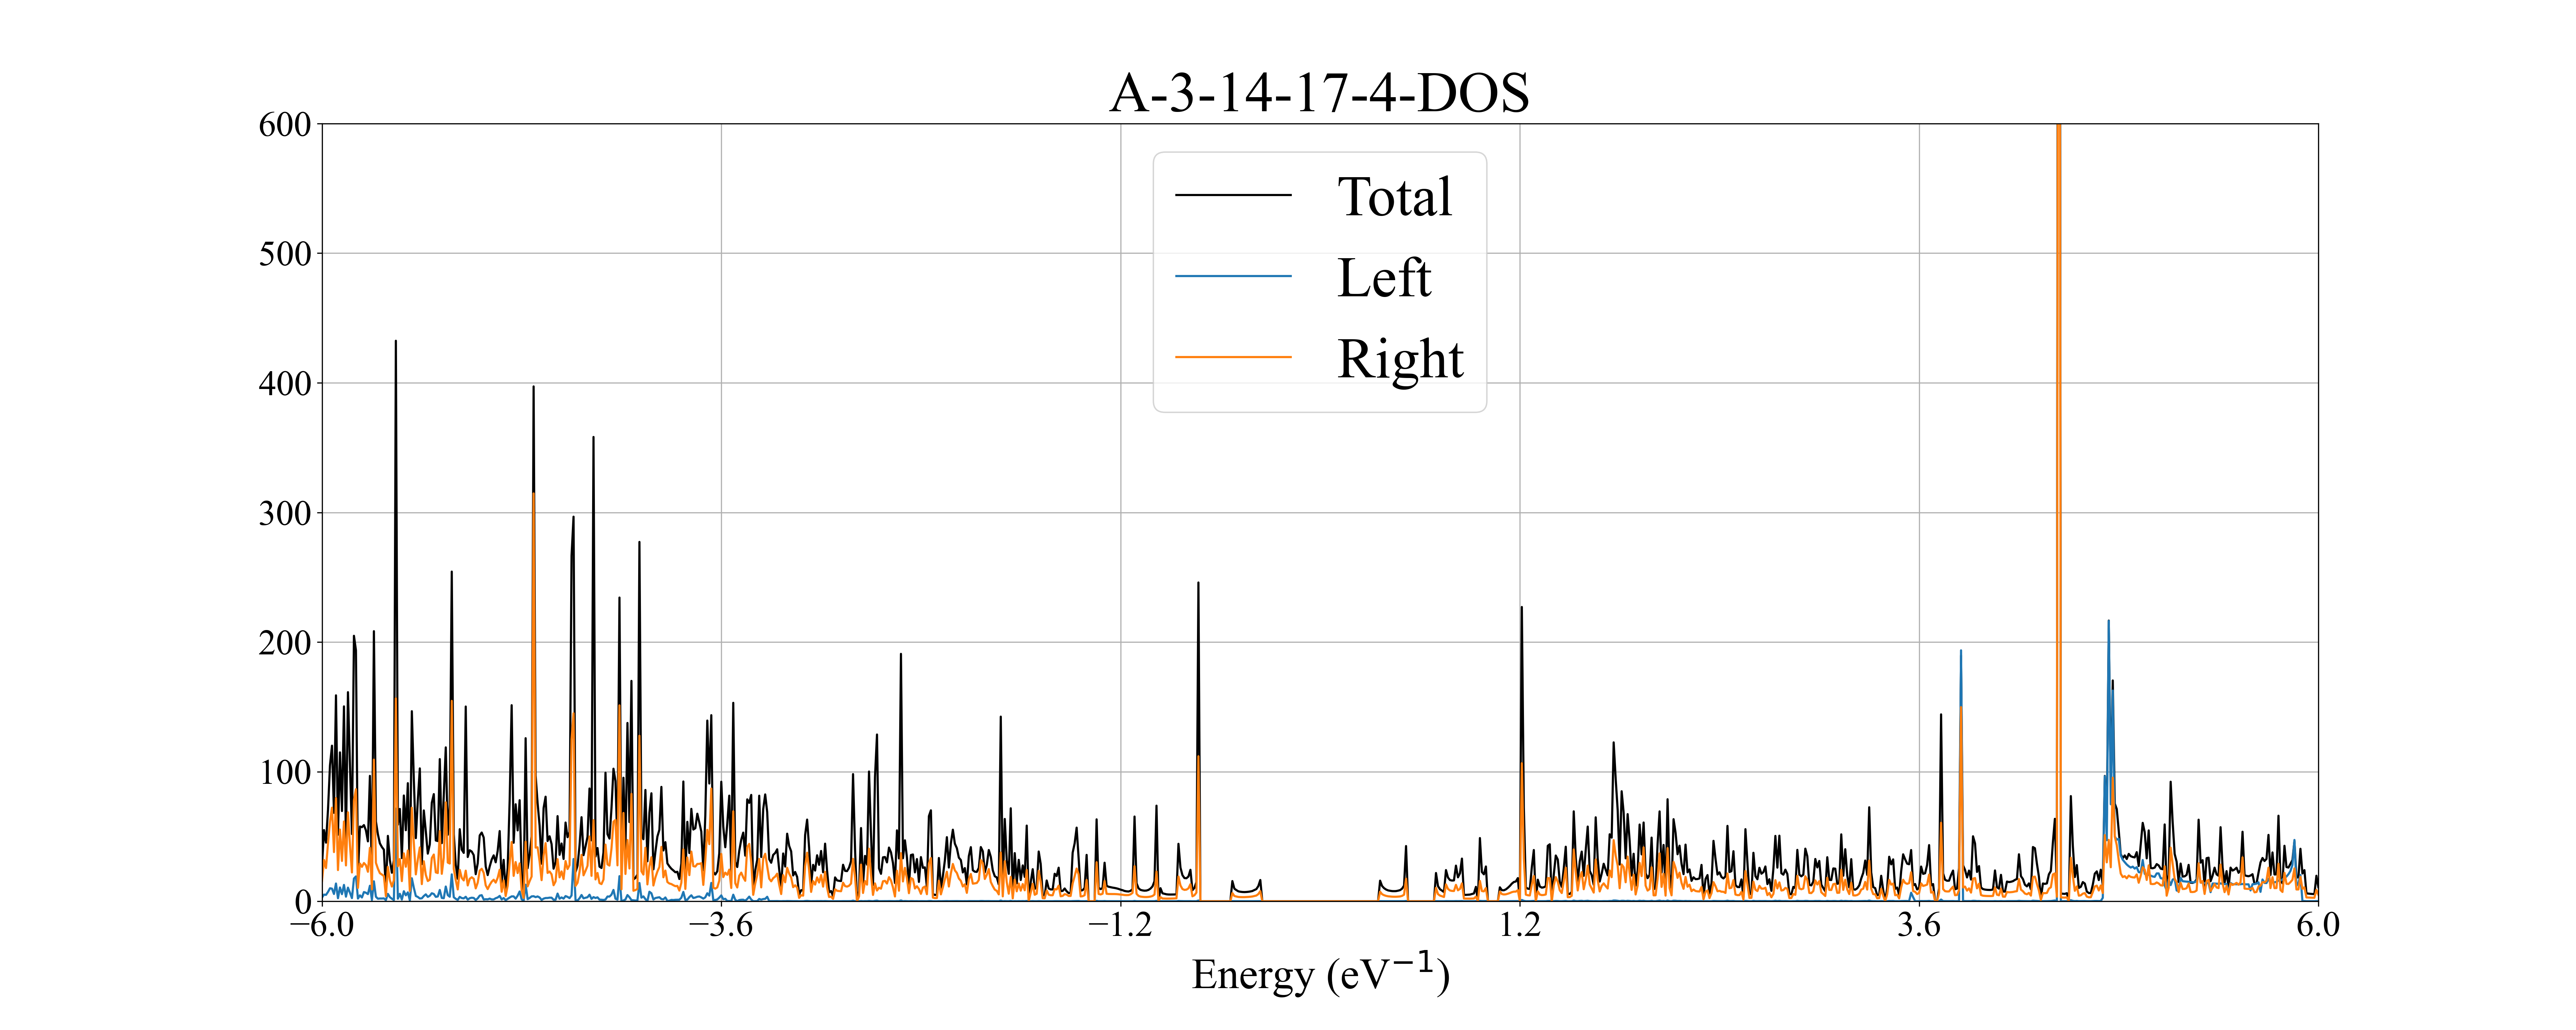 A-3-14-17-4-DOS
600
500
400
300
200
100
0
Total
Left
Right
−6.0 −3.6 −1.2 1.2 3.6 6.0
Energy (eV⁻¹)